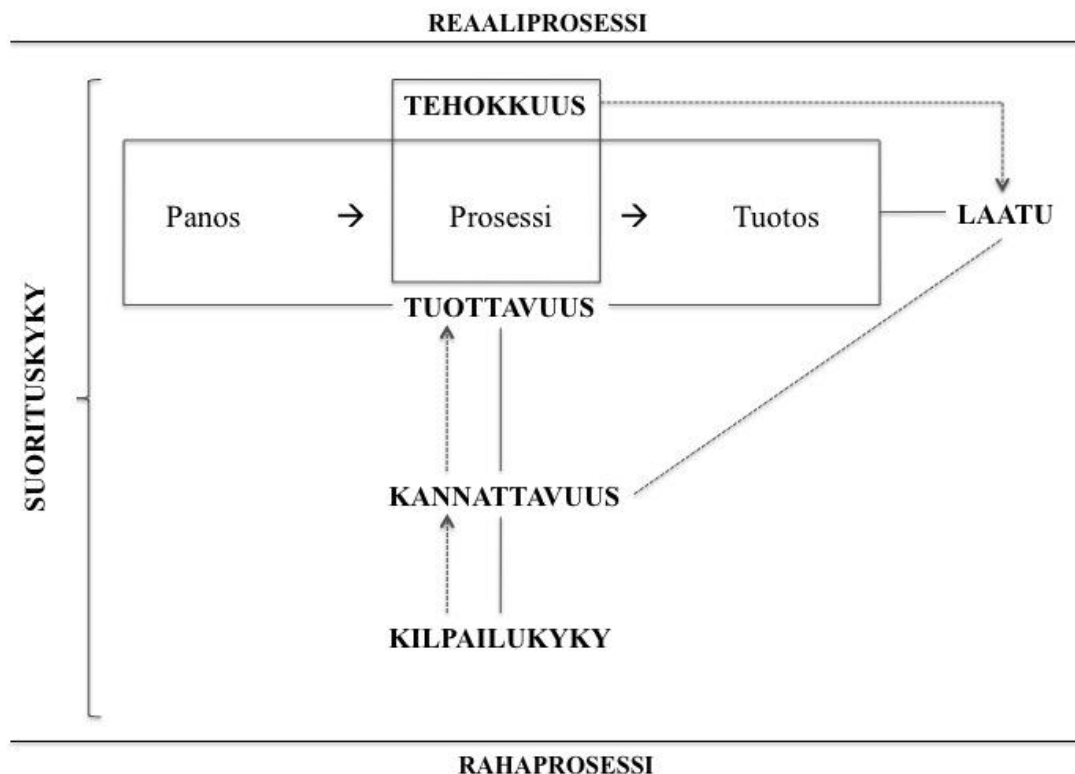 REAALIPROSESSI
TEHOKKUUS
Panos → Prosessi → Tuotos
LAATU
TUOTTAVUUS
SUORITUSKYKY
KANNATTAVUUS
KILPAILUKYKY
RAHAPROSESSI